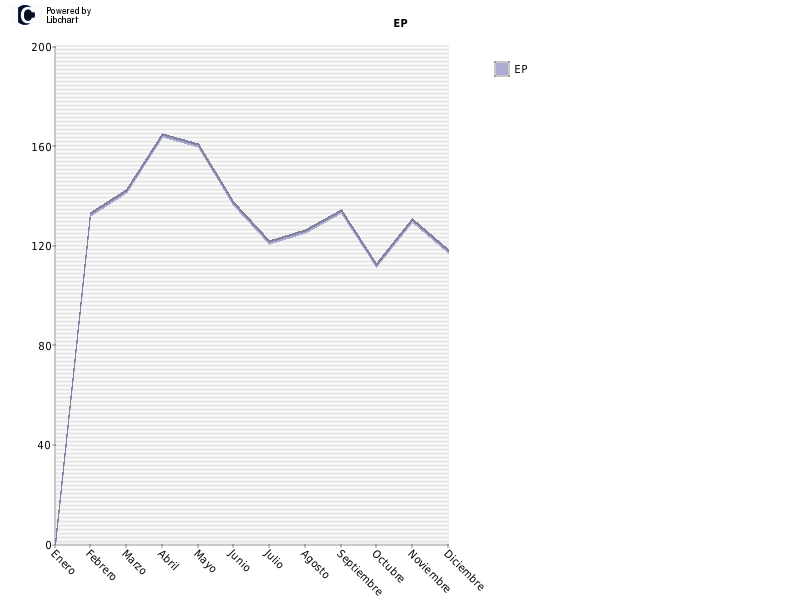 Powered by
Libchart
EP
200
160
120
80
40
0
EP
Enero
Febrero
Marzo
Abril
Mayo
Junio
Julio
Agosto
Septiembre
Octubre
Noviembre
Diciembre